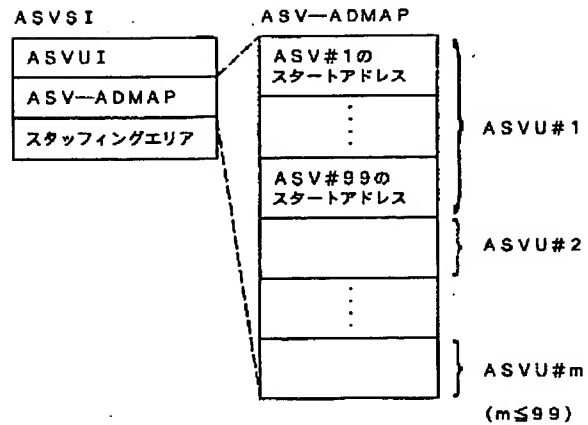 ASVSI
ASVUI
ASV—ADMAP
スタッフィングエリア
ASV—ADMAP
ASV#1の
スタートアドレス
ASV#99の
スタートアドレス
ASVU#1
ASVU#2
ASVU#m
(m≦99)